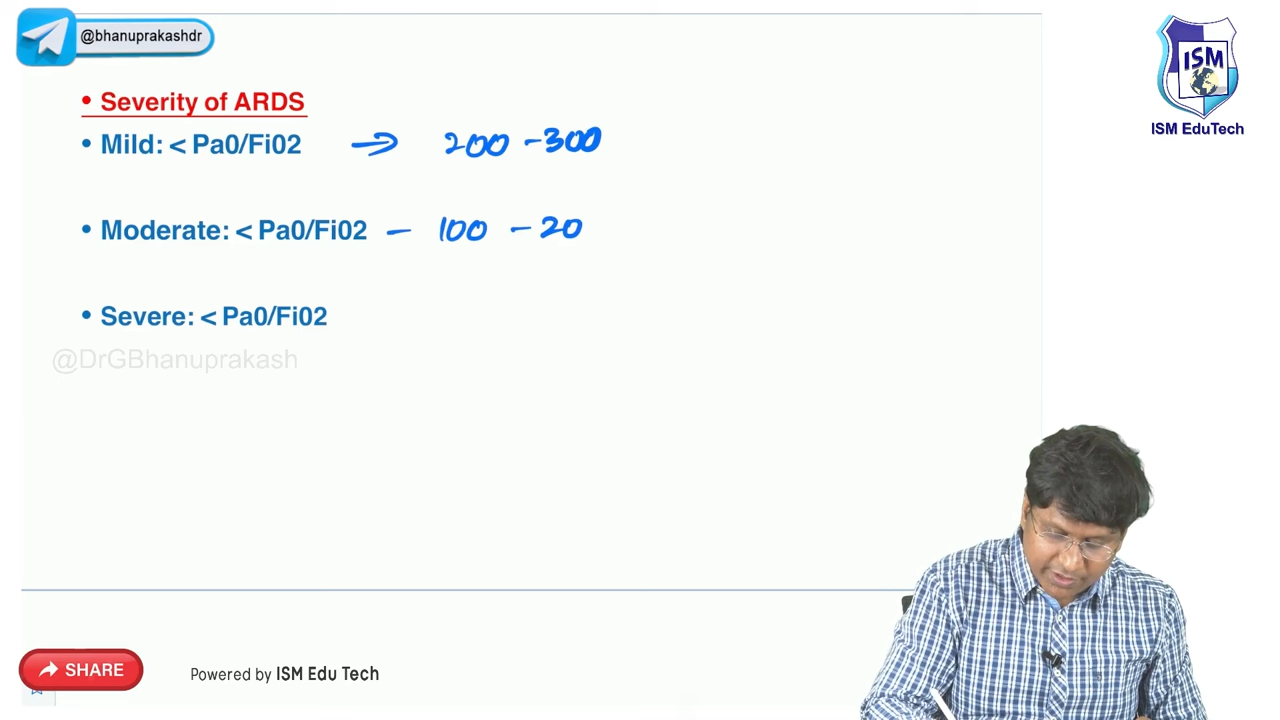 @bhanuprakashdr
ISM
ISM EduTech
• Severity of ARDS
• Mild: < Pa0/Fi02 → 200 - 300
• Moderate: < Pa0/Fi02 - 100 - 20
• Severe: < Pa0/Fi02
@DrGBhanuprakash
SHARE
Powered by ISM Edu Tech